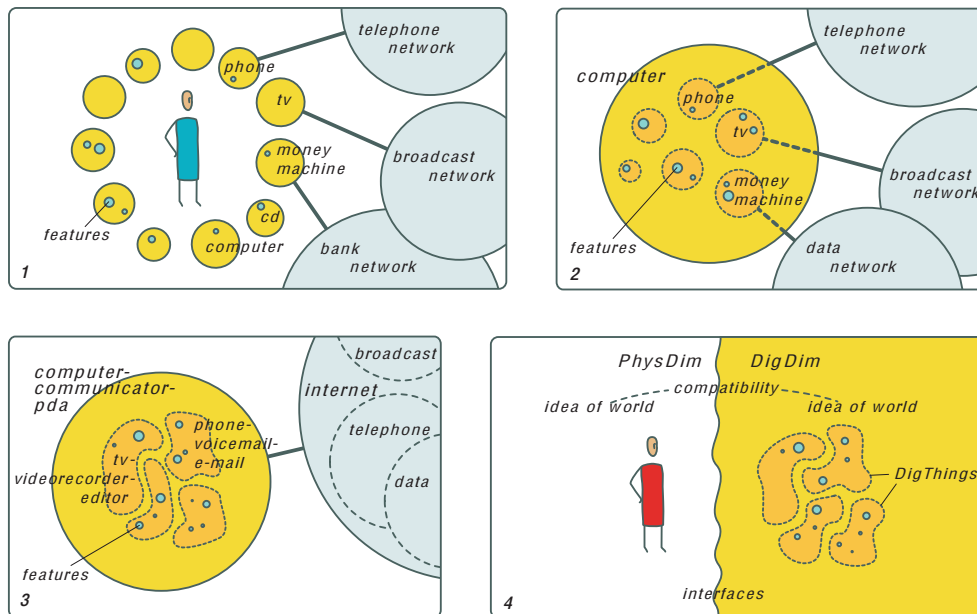 telephone
network
phone
tv
money
machine
broadcast
network
cd
features
computer
bank
network
1
telephone
network
computer
phone
tv
money
machine
broadcast
network
features
data
network
2
computer-
communicator-
pda
broadcast
internet
phone-
voicemail-
e-mail
telephone
tv-
videorecorder-
editor
data
features
3
PhysDim
DigDim
compatibility
idea of world
idea of world
DigThings
interfaces
4